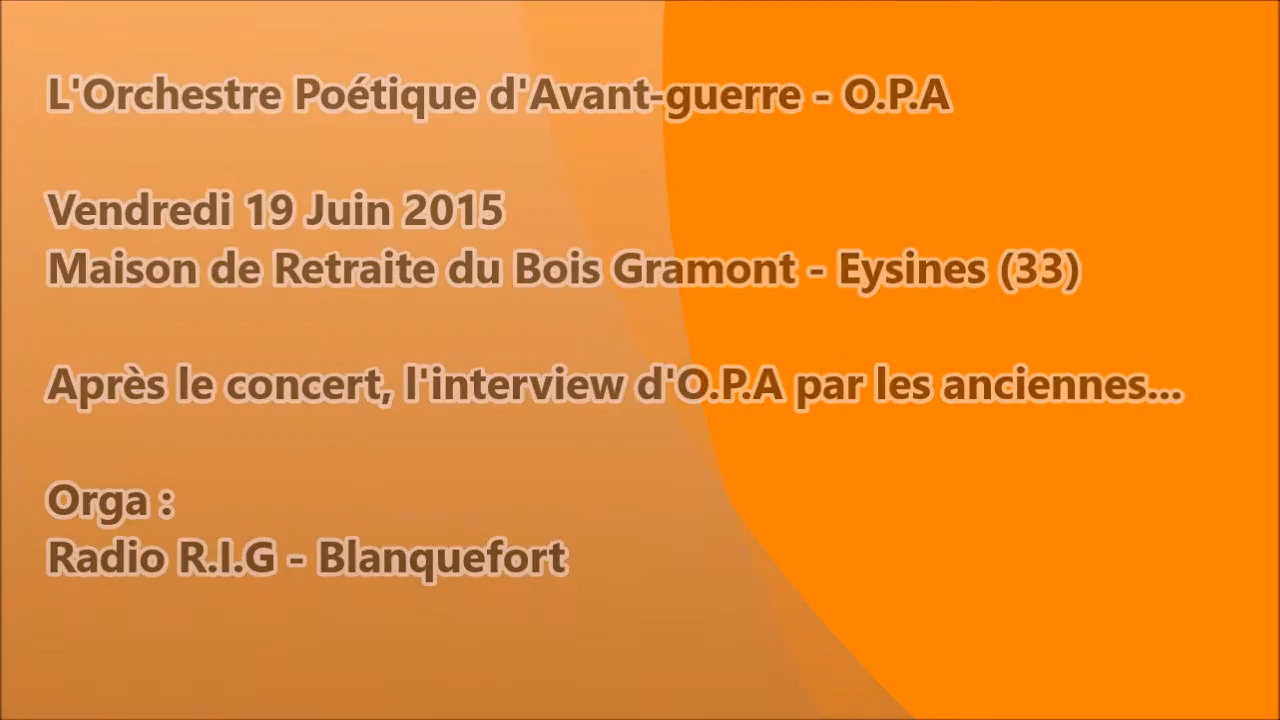 L'Orchestre Poétique d'Avant-guerre - O.P.A
Vendredi 19 Juin 2015
Maison de Retraite du Bois Gramont - Eysines (33)
Après le concert, l'interview d'O.P.A par les anciennes...
Orga :
Radio R.I.G - Blanquefort